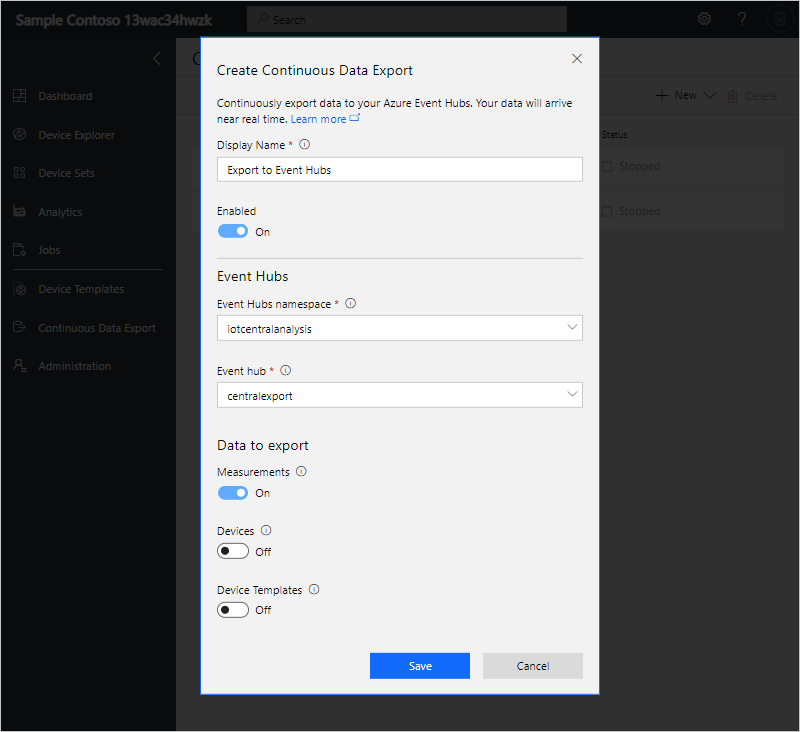 Sample Contoso 13wac34hwzk
Search
?
Dashboard
Device Explorer
Device Sets
Analytics
Jobs
Device Templates
Continuous Data Export
Administration
New
Delete
Status
Stopped
Stopped
Create Continuous Data Export
Continuously export data to your Azure Event Hubs. Your data will arrive
near real time. Learn more
Display Name *
Export to Event Hubs
Enabled
On
Event Hubs
Event Hubs namespace *
iotcentralanalysis
Event hub *
centralexport
Data to export
Measurements
On
Devices
Off
Device Templates
Off
Save
Cancel